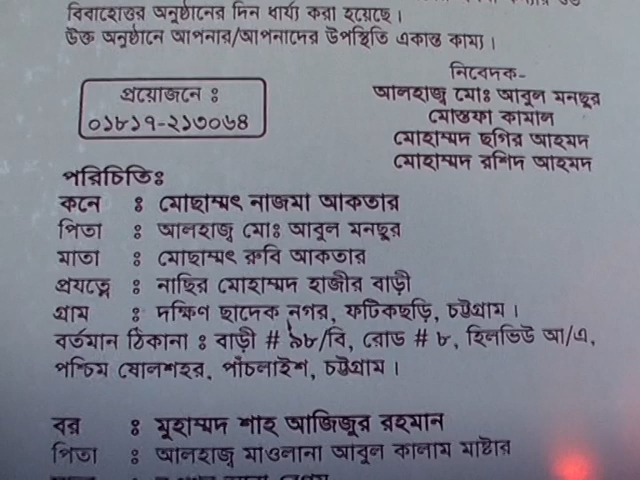 বিবাহোত্তর অনুষ্ঠানের দিন ধার্য্য করা হয়েছে।
উক্ত অনুষ্ঠানে আপনার/আপনাদের উপস্থিতি একান্ত কাম্য।
নিবেদক-
প্রয়োজনে ঃ
০১৮১৭-২১৩০৬৪
আলহাজ্ব মোঃ আবুল মনছুর
মোস্তফা কামাল
মোহাম্মদ ছগির আহমদ
মোহাম্মদ রশিদ আহমদ
পরিচিতিঃ
কনে ঃ মোছাম্মৎ নাজমা আকতার
পিতা ঃ আলহাজ্ব মোঃ আবুল মনছুর
মাতা ঃ মোছাম্মৎ রুবি আকতার
প্রযত্নে ঃ নাছির মোহাম্মদ হাজীর বাড়ী
গ্রাম ঃ দক্ষিণ ছাদেক নগর, ফটিকছড়ি, চট্টগ্রাম।
বর্তমান ঠিকানা ঃ বাড়ী # ৯৮/বি, রোড # ৮, হিলভিউ আ/এ,
পশ্চিম ষোলশহর, পাঁচলাইশ, চট্টগ্রাম।
বর ঃ মুহাম্মদ শাহ আজিজুর রহমান
পিতা ঃ আলহাজ্ব মাওলানা আবুল কালাম মাষ্টার